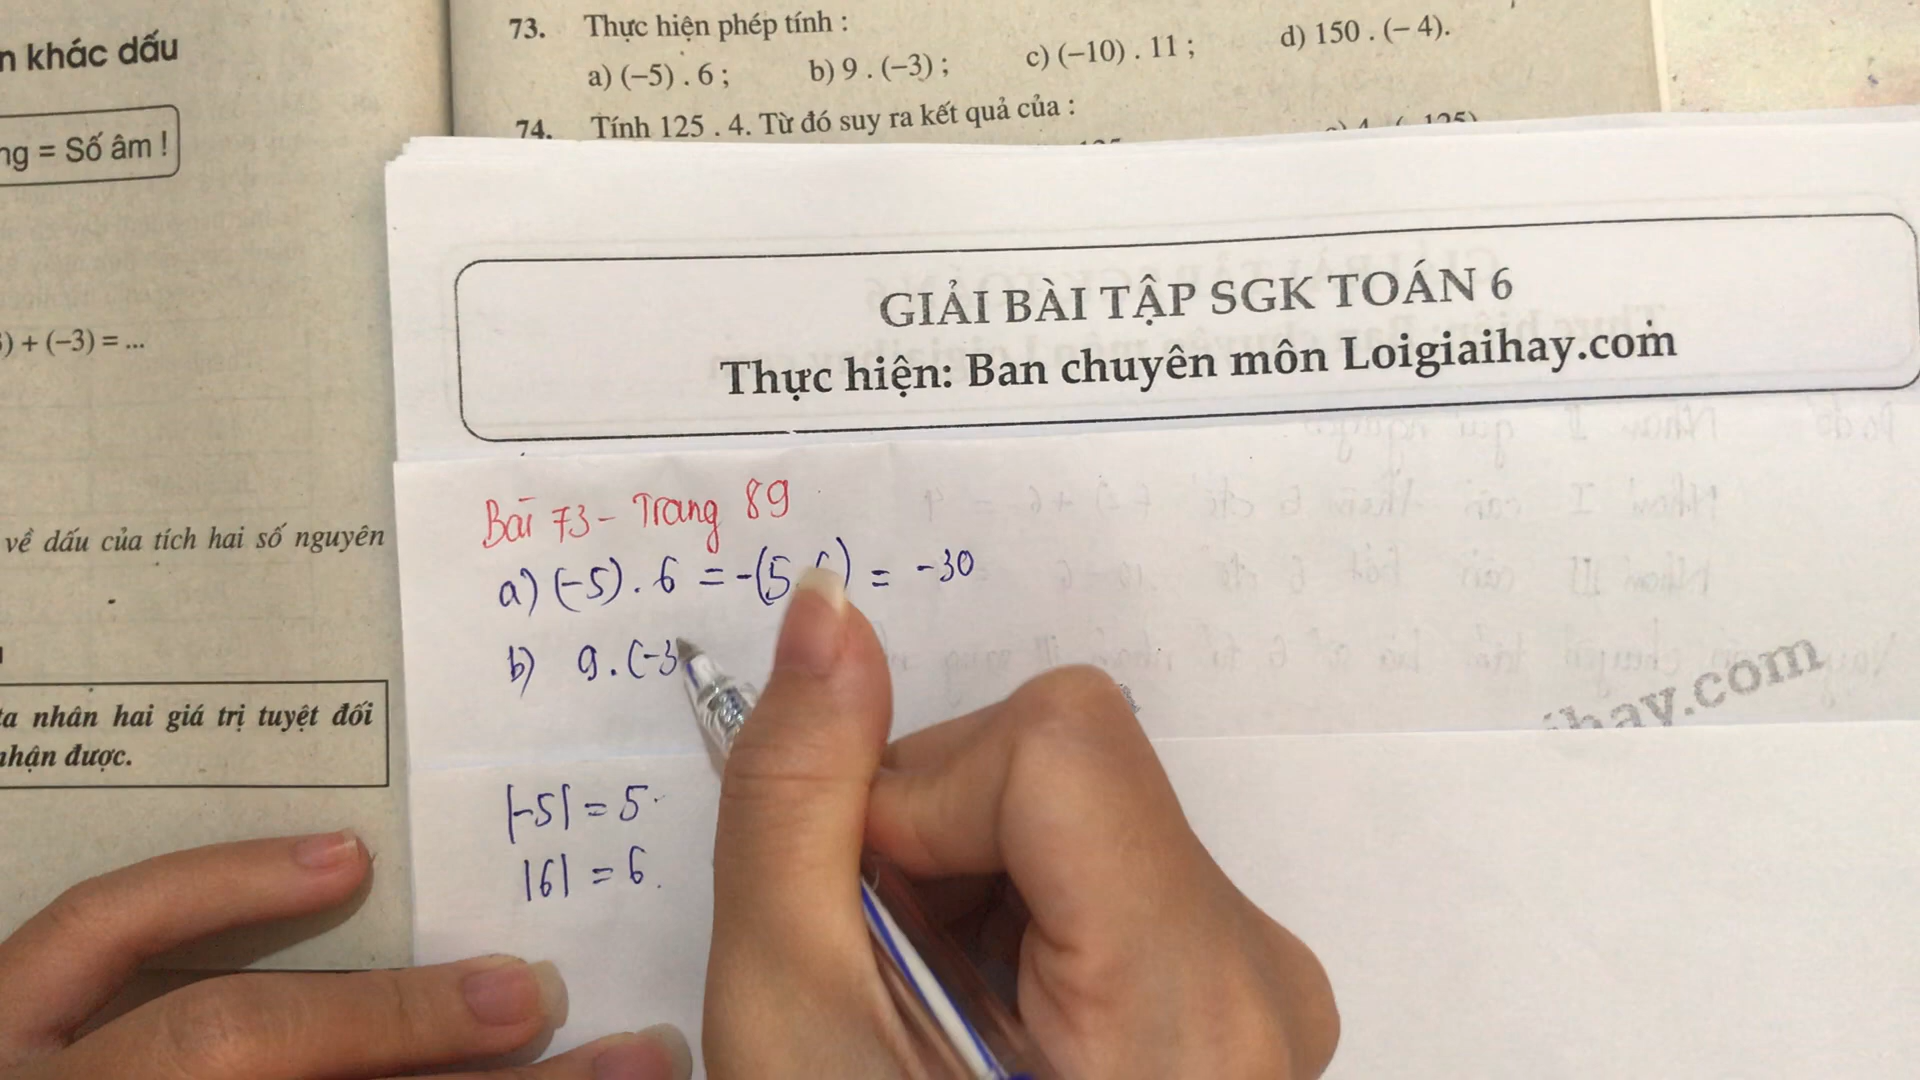 n khác dấu
ng = Số âm !
) + (−3) = ...
về dấu của tích hai số nguyên
ta nhân hai giá trị tuyệt đối
nhận được.
73. Thực hiện phép tính :
a) (−5) . 6 ; b) 9 . (−3) ; c) (−10) . 11 ; d) 150 . (− 4).
74. Tính 125 . 4. Từ đó suy ra kết quả của :
GIẢI BÀI TẬP SGK TOÁN 6
Thực hiện: Ban chuyên môn Loigiaihay.com
Bài 73 - Trang 89
a) (-5) . 6 = -(5 . 6) = -30
b) 9 . (-3
hay.com
|-5| = 5
|6| = 6